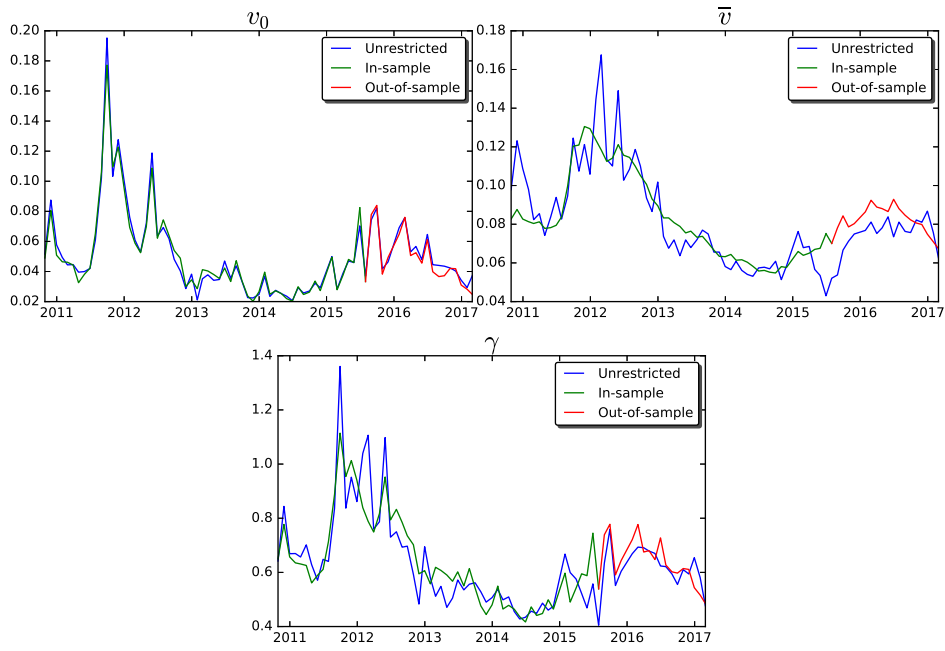 v₀
0.20
0.18
0.16
0.14
0.12
0.10
0.08
0.06
0.04
0.02
2011 2012 2013 2014 2015 2016 2017
Unrestricted
In-sample
Out-of-sample
v̅
0.18
0.16
0.14
0.12
0.10
0.08
0.06
0.04
2011 2012 2013 2014 2015 2016 2017
Unrestricted
In-sample
Out-of-sample
γ
1.4
1.2
1.0
0.8
0.6
0.4
2011 2012 2013 2014 2015 2016 2017
Unrestricted
In-sample
Out-of-sample